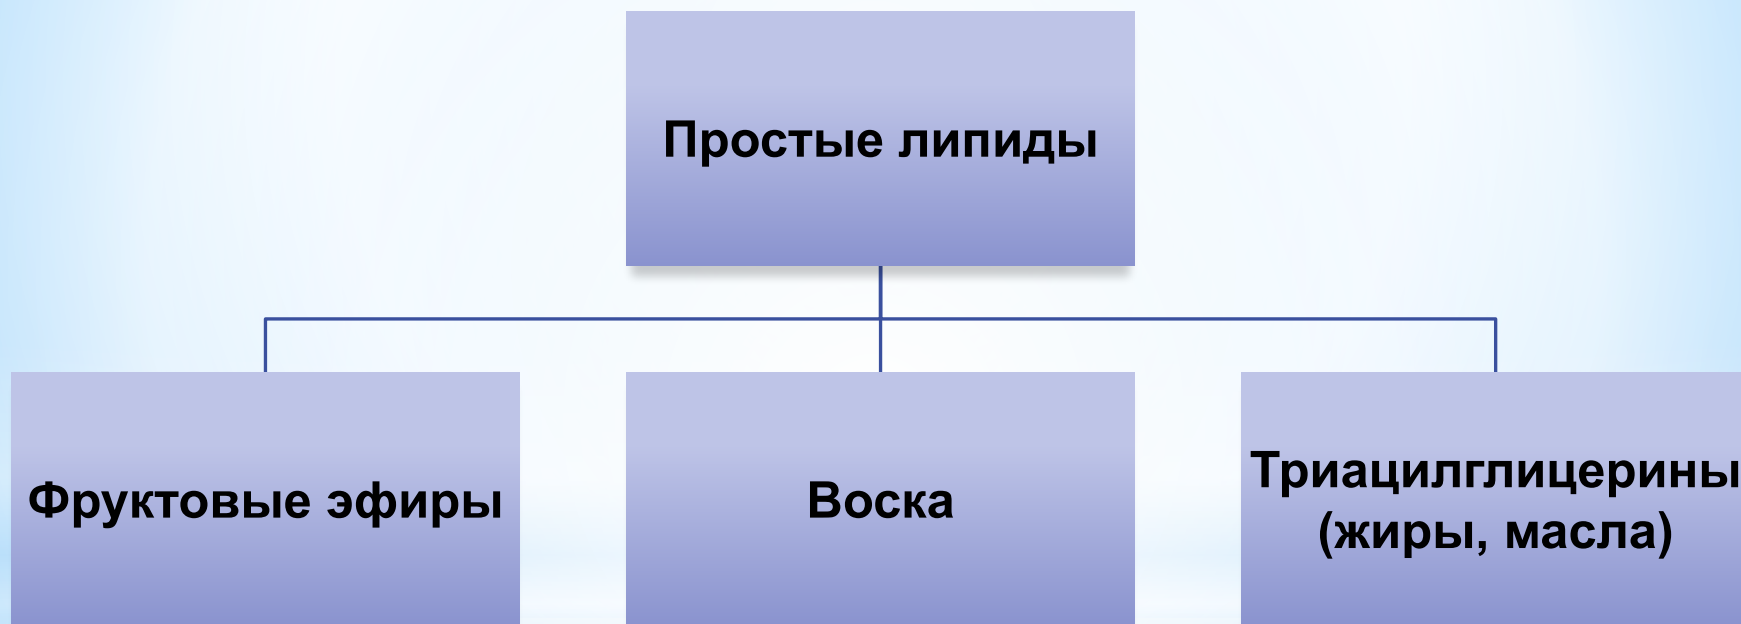 Простые липиды
Фруктовые эфиры
Воска
Триацилглицерины
(жиры, масла)